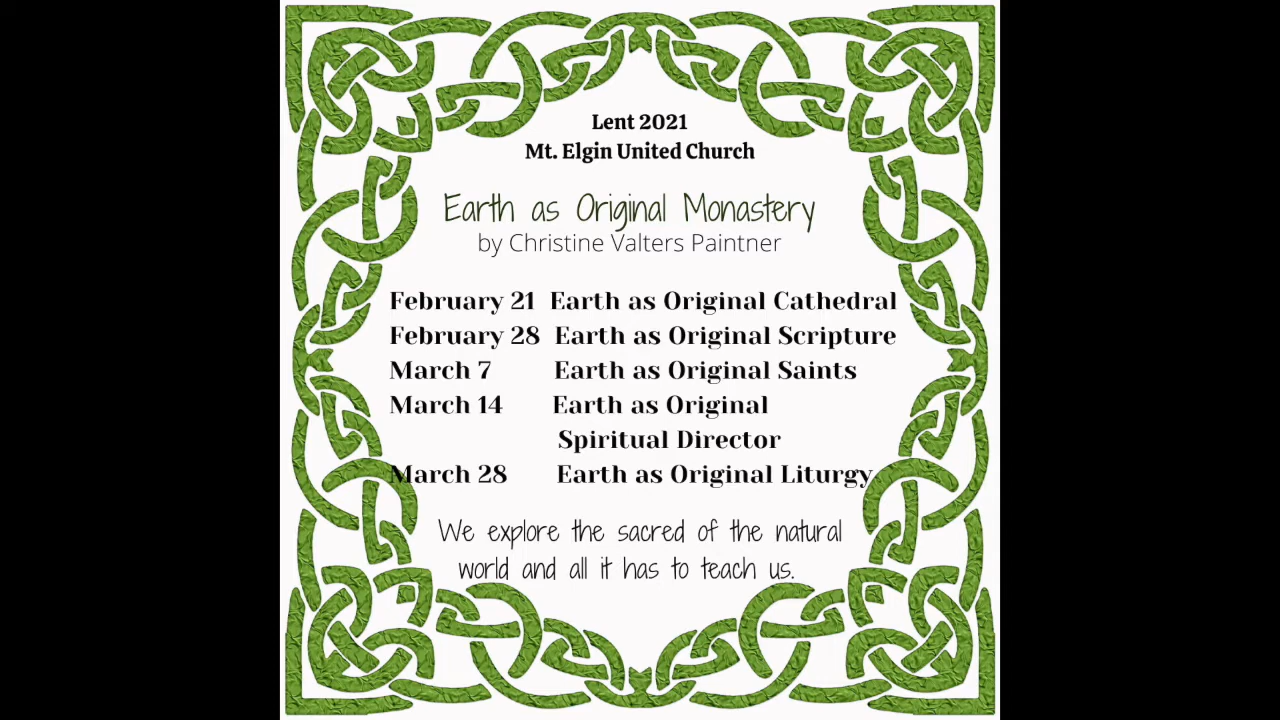 Lent 2021
Mt. Elgin United Church
Earth as Original Monastery
by Christine Valters Paintner
February 21 Earth as Original Cathedral
February 28 Earth as Original Scripture
March 7 Earth as Original Saints
March 14 Earth as Original
Spiritual Director
March 28 Earth as Original Liturgy
We explore the sacred of the natural
world and all it has to teach us.